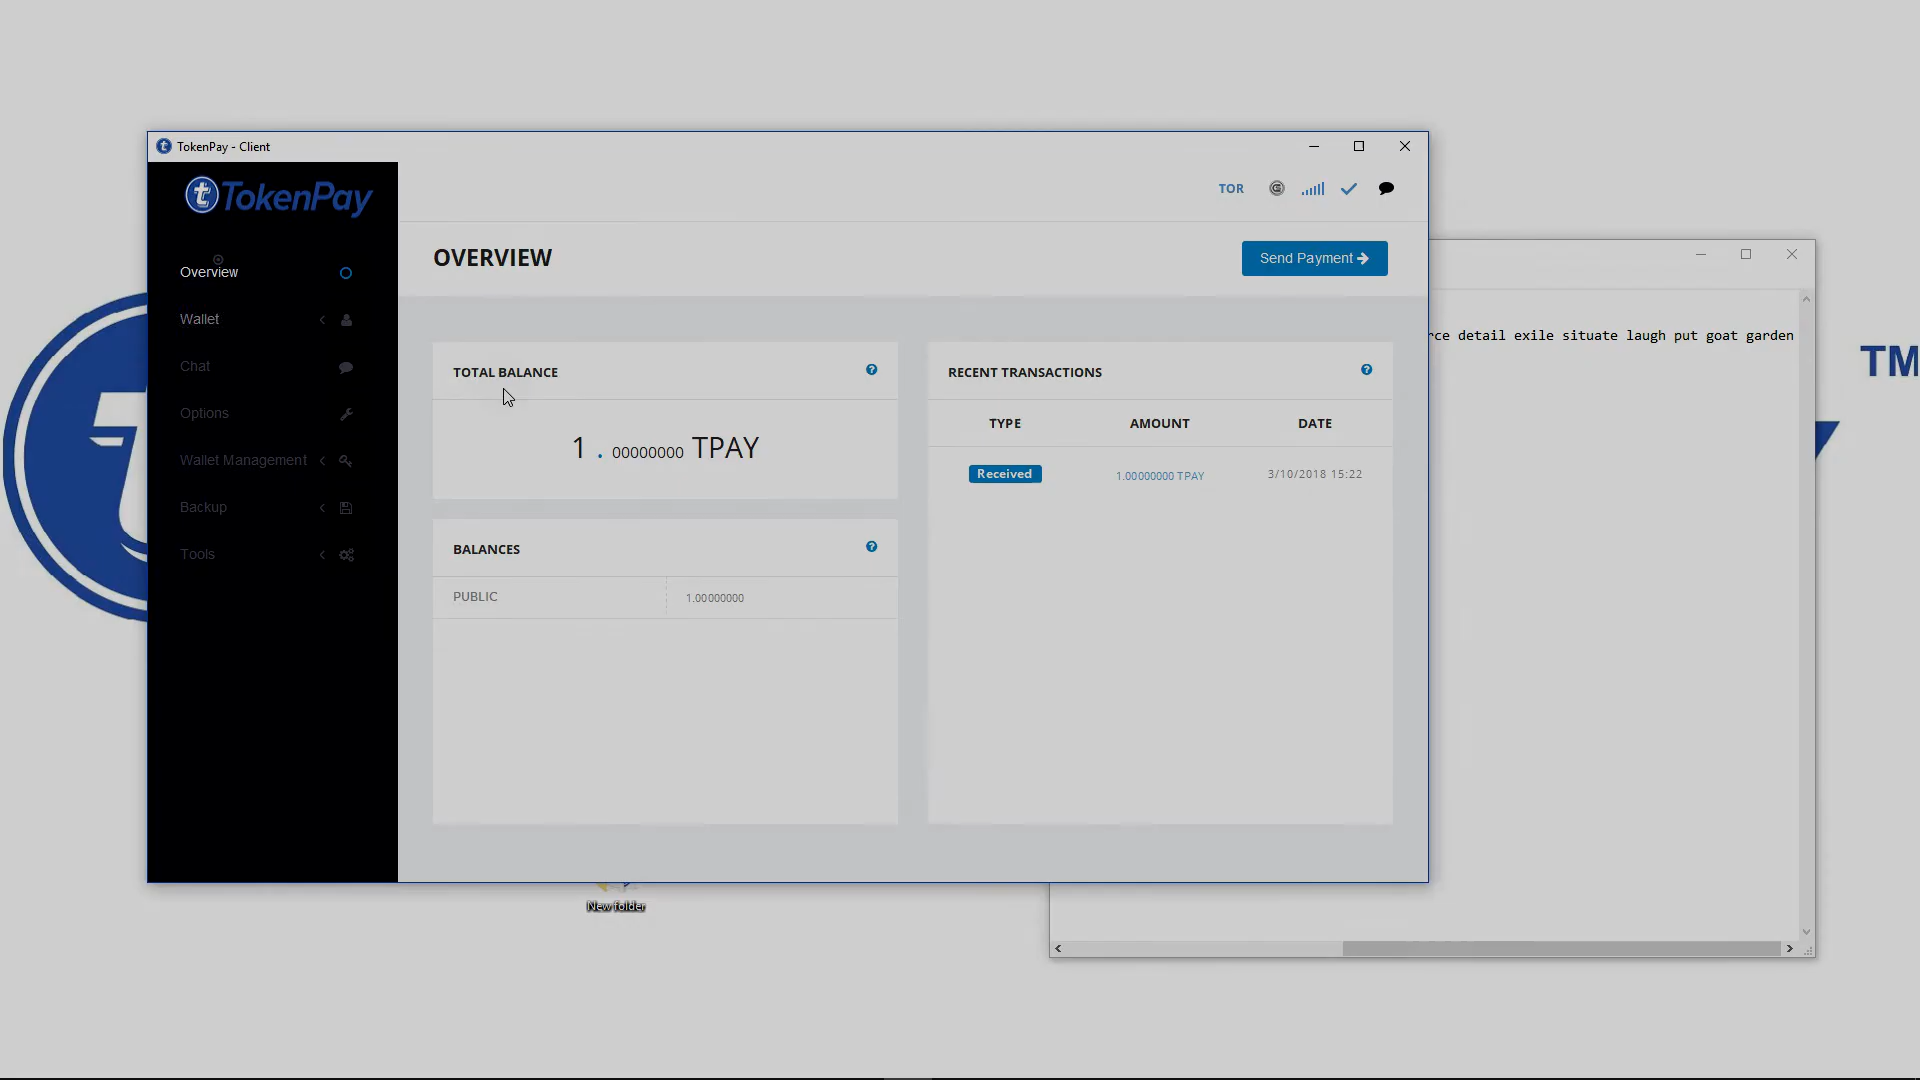 TokenPay - Client
TokenPay
TOR
OVERVIEW
Send Payment
Overview
Wallet
Chat
Options
Wallet Management
Backup
Tools
TOTAL BALANCE
1 . 00000000 TPAY
BALANCES
PUBLIC 1.00000000
RECENT TRANSACTIONS
TYPE AMOUNT DATE
Received 1.00000000 TPAY 3/10/2018 15:22
detail exile situate laugh put goat garden
TM
New folder